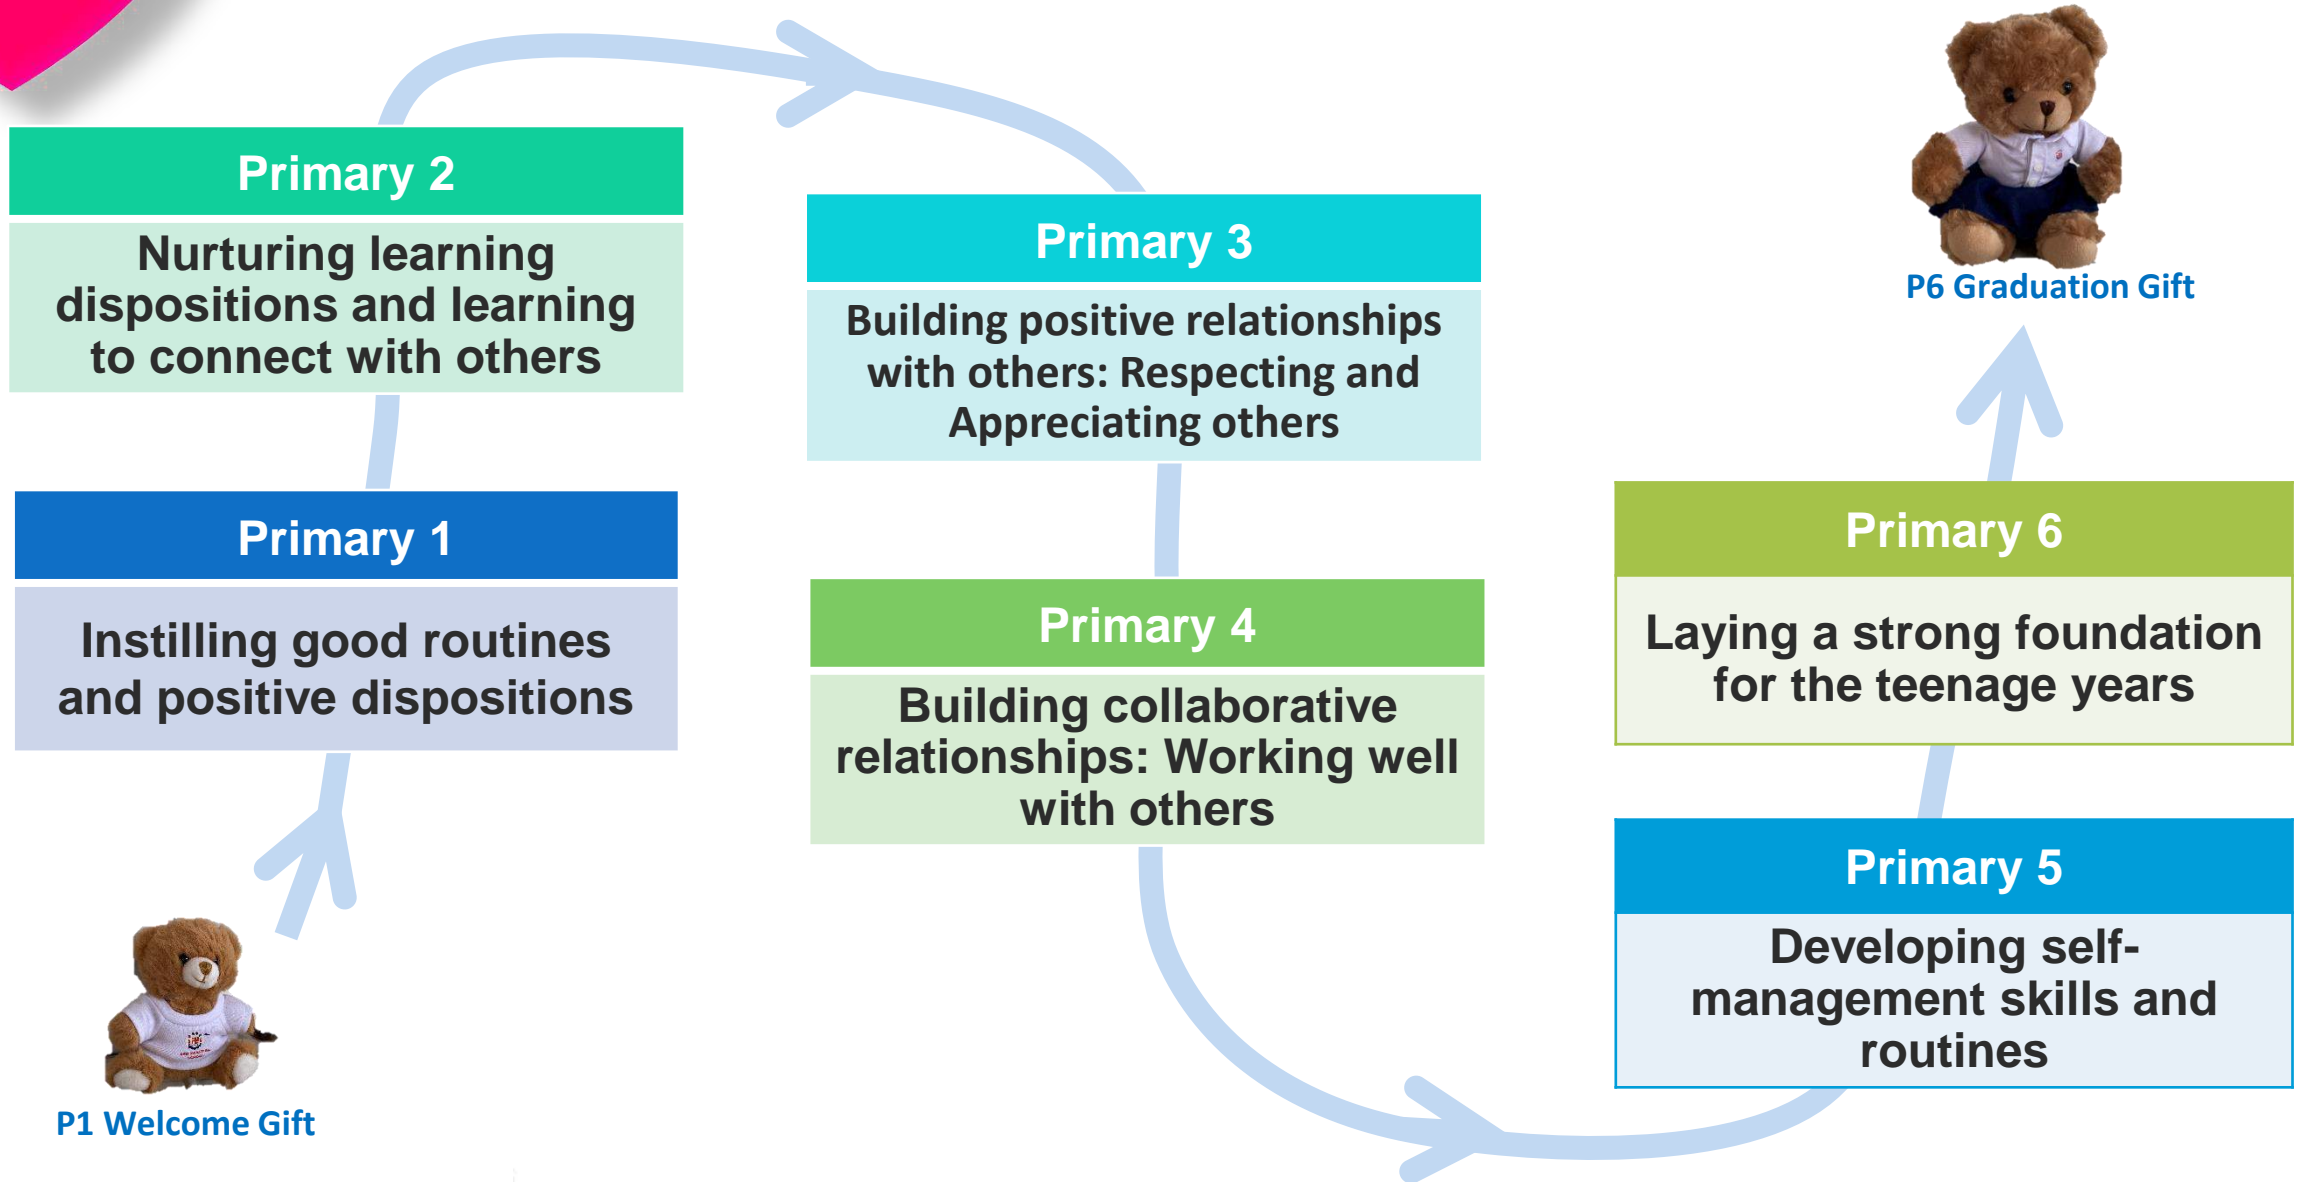 Primary 2
Nurturing learning
dispositions and learning
to connect with others
Primary 1
Instilling good routines
and positive dispositions
P1 Welcome Gift
Primary 3
Building positive relationships
with others: Respecting and
Appreciating others
Primary 4
Building collaborative
relationships: Working well
with others
P6 Graduation Gift
Primary 6
Laying a strong foundation
for the teenage years
Primary 5
Developing self-
management skills and
routines